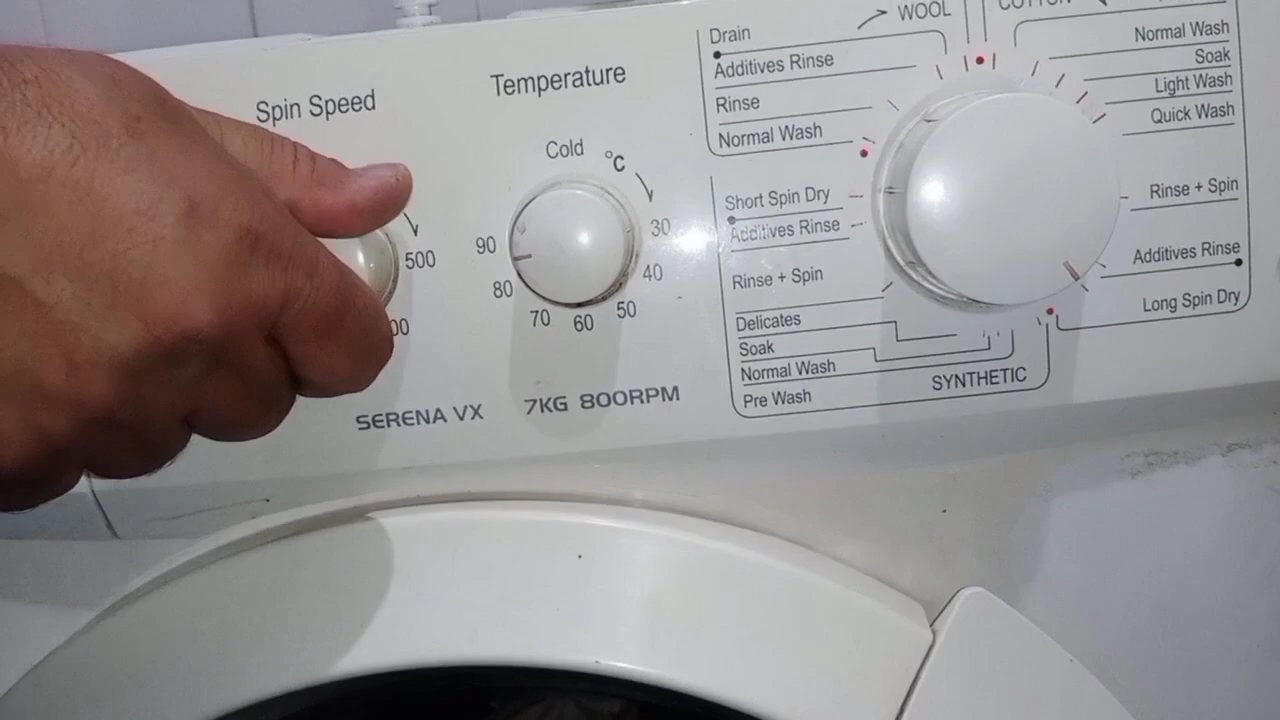 Spin Speed
500
Temperature
Cold
°C
30
40
50
60
70
80
90
SERENA VX 7KG 800RPM
WOOL
Drain
Additives Rinse
Rinse
Normal Wash
Short Spin Dry
Additives Rinse
Rinse + Spin
Delicates
Soak
Normal Wash
Pre Wash
SYNTHETIC
Normal Wash
Soak
Light Wash
Quick Wash
Rinse + Spin
Additives Rinse
Long Spin Dry